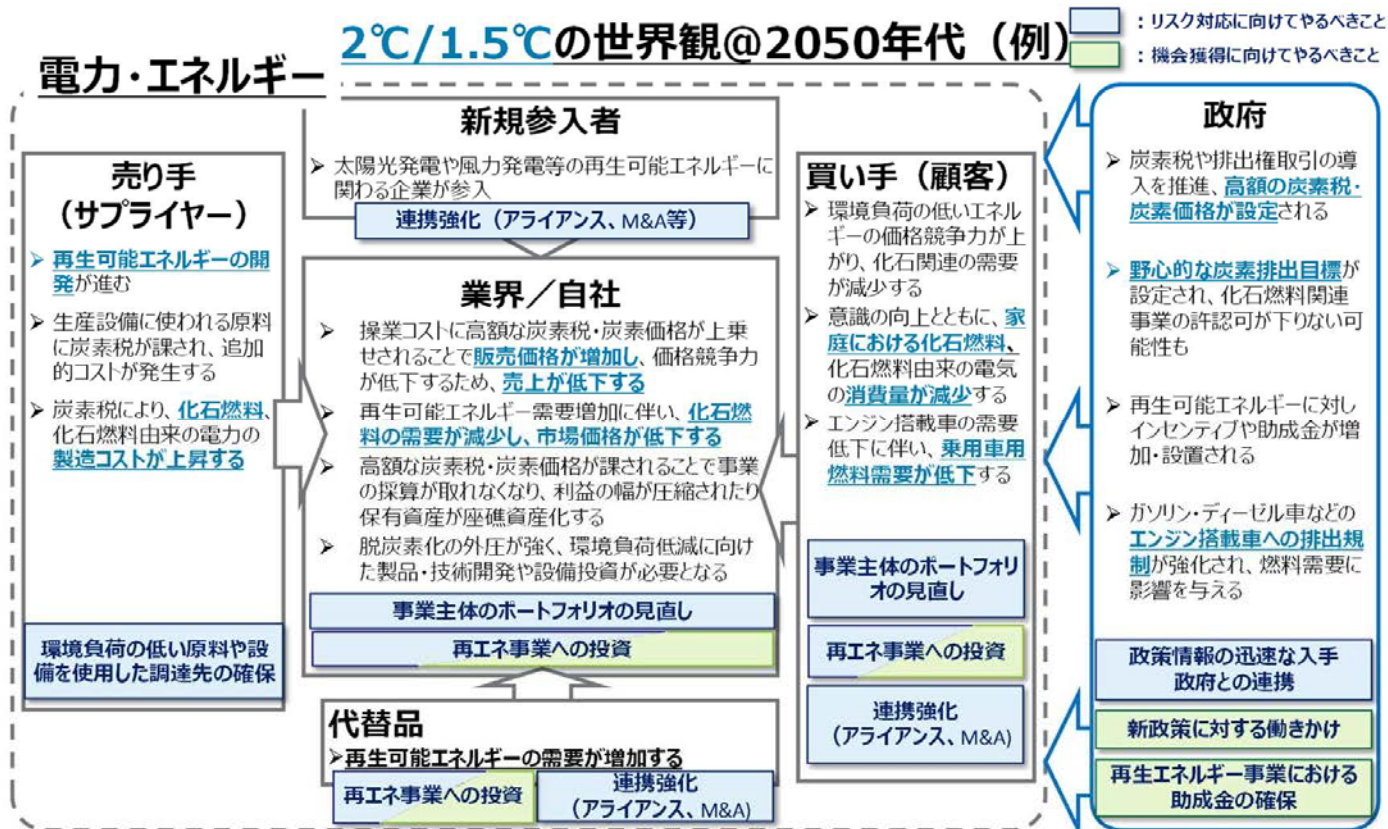 2℃/1.5℃の世界観@2050年代（例）
：リスク対応に向けてやるべきこと
：機会獲得に向けてやるべきこと
電力・エネルギー
新規参入者
➢ 太陽光発電や風力発電等の再生可能エネルギーに
関わる企業が参入
連携強化（アライアンス、M&A等）
売り手
（サプライヤー）
➢ 再生可能エネルギーの開
発が進む
➢ 生産設備に使われる原料
に炭素税が課され、追加
的コストが発生する
➢ 炭素税により、化石燃料、
化石燃料由来の電力の
製造コストが上昇する
環境負荷の低い原料や設
備を使用した調達先の確保
業界／自社
➢ 操業コストに高額な炭素税・炭素価格が上乗
せされることで販売価格が増加し、価格競争力
が低下するため、売上が低下する
➢ 再生可能エネルギー需要増加に伴い、化石燃
料の需要が減少し、市場価格が低下する
➢ 高額な炭素税・炭素価格が課されることで事業
の採算が取れなくなり、利益の幅が圧縮されたり
保有資産が座礁資産化する
➢ 脱炭素化の外圧が強く、環境負荷低減に向け
た製品・技術開発や設備投資が必要となる
事業主体のポートフォリオの見直し
再エネ事業への投資
代替品
➢再生可能エネルギーの需要が増加する
再エネ事業への投資
連携強化
（アライアンス、M&A)
買い手（顧客）
➢ 環境負荷の低いエネル
ギーの価格競争力が上
がり、化石関連の需要
が減少する
➢ 意識の向上とともに、家
庭における化石燃料、
化石燃料由来の電気
の消費量が減少する
➢ エンジン搭載車の需要
低下に伴い、乗用車用
燃料需要が低下する
事業主体のポートフォリ
オの見直し
再エネ事業への投資
連携強化
（アライアンス、M&A)
政府
➢ 炭素税や排出権取引の導
入を推進、高額の炭素税・
炭素価格が設定される
➢ 野心的な炭素排出目標が
設定され、化石燃料関連
事業の許認可が下りない可
能性も
➢ 再生可能エネルギーに対し
インセンティブや助成金が増
加・設置される
➢ ガソリン・ディーゼル車などの
エンジン搭載車への排出規
制が強化され、燃料需要に
影響を与える
政策情報の迅速な入手
政府との連携
新政策に対する働きかけ
再生エネルギー事業における
助成金の確保